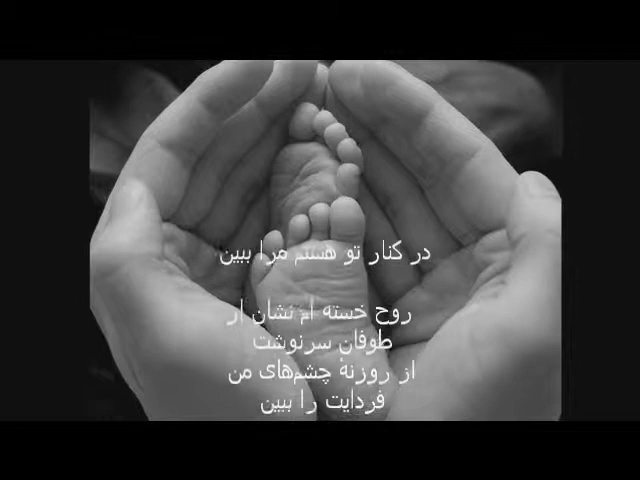 در کنار تو هستم مرا ببین
روح خسته ام نشان از
طوفان سرنوشت
از روزنهٔ چشم‌های من
فردایت را ببین